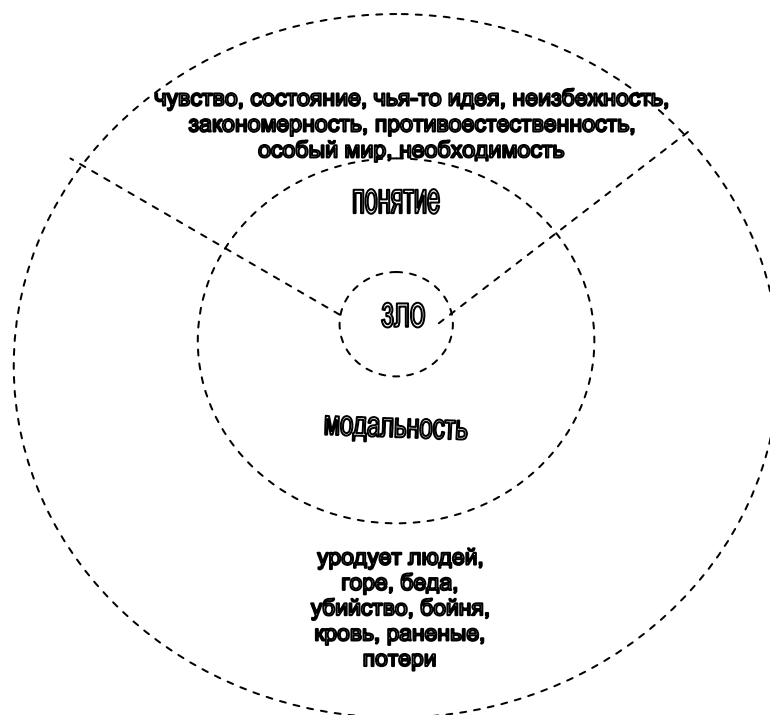 чувство, состояние, чья-то идея, неизбежность,
закономерность, противоестественность,
особый мир, необходимость
понятие
зло
модальность
уродует людей,
горе, беда,
убийство, бойня,
кровь, раненые,
потери